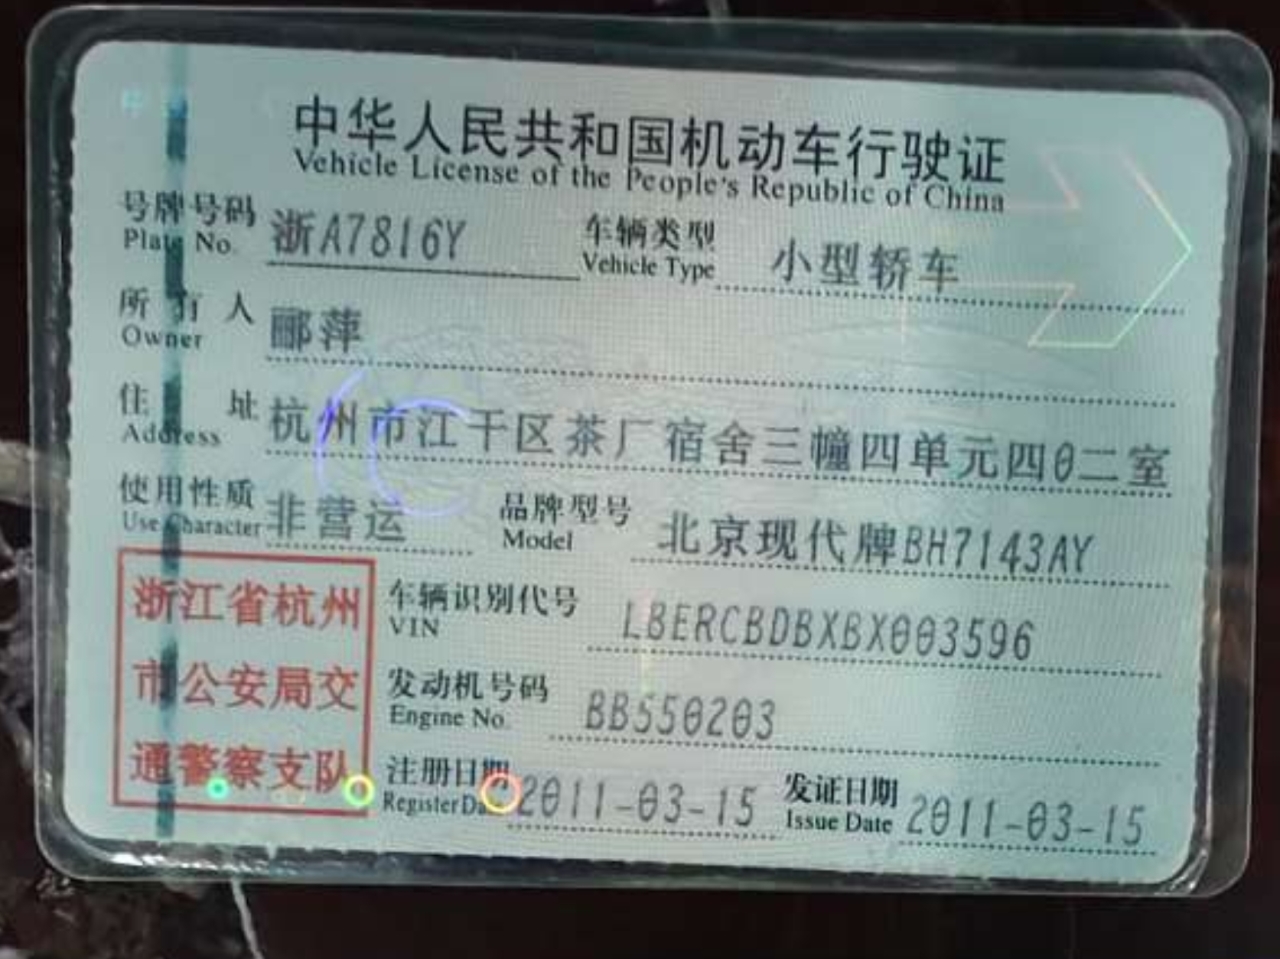 中华人民共和国机动车行驶证
Vehicle License of the People's Republic of China
号牌号码 浙A7816Y 车辆类型 小型轿车
Plate No. Vehicle Type
所有人 郦萍
Owner
住址 杭州市江干区茶厂宿舍三幢四单元四0二室
Address
使用性质 非营运 品牌型号 北京现代牌BH7143AY
Use Character Model
浙江省杭州 车辆识别代号 LBERCBDBXBX003596
VIN
市公安局交 发动机号码 BB550203
Engine No.
通警察支队 注册日期 2011-03-15 发证日期 2011-03-15
Register Date Issue Date